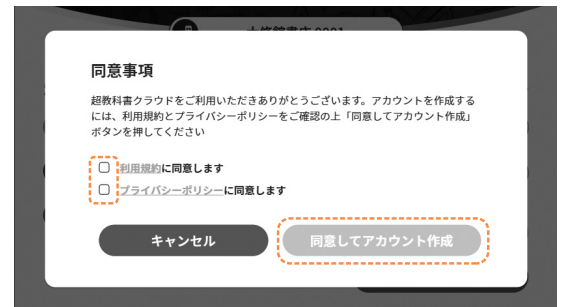 同意事項
超教科書クラウドをご利用いただきありがとうございます。アカウントを作成する
には、利用規約とプライバシーポリシーをご確認の上「同意してアカウント作成」
ボタンを押してください
利用規約に同意します
プライバシーポリシーに同意します
キャンセル
同意してアカウント作成